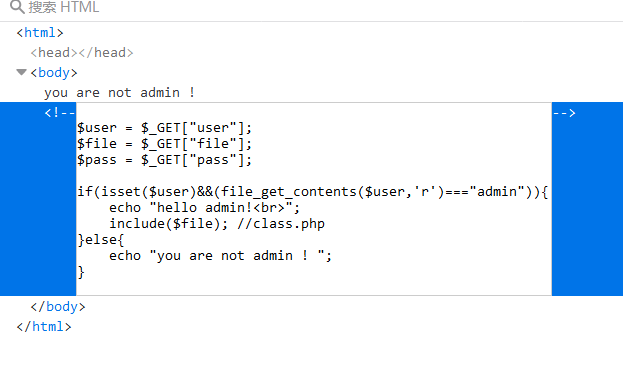 搜索 HTML
<html>
<head></head>
<body>
you are not admin !
<!--
$user = $_GET["user"];
$file = $_GET["file"];
$pass = $_GET["pass"];
if(isset($user)&&(file_get_contents($user,'r')==="admin")){
echo "hello admin!<br>";
include($file); //class.php
}else{
echo "you are not admin ! ";
}
-->
</body>
</html>